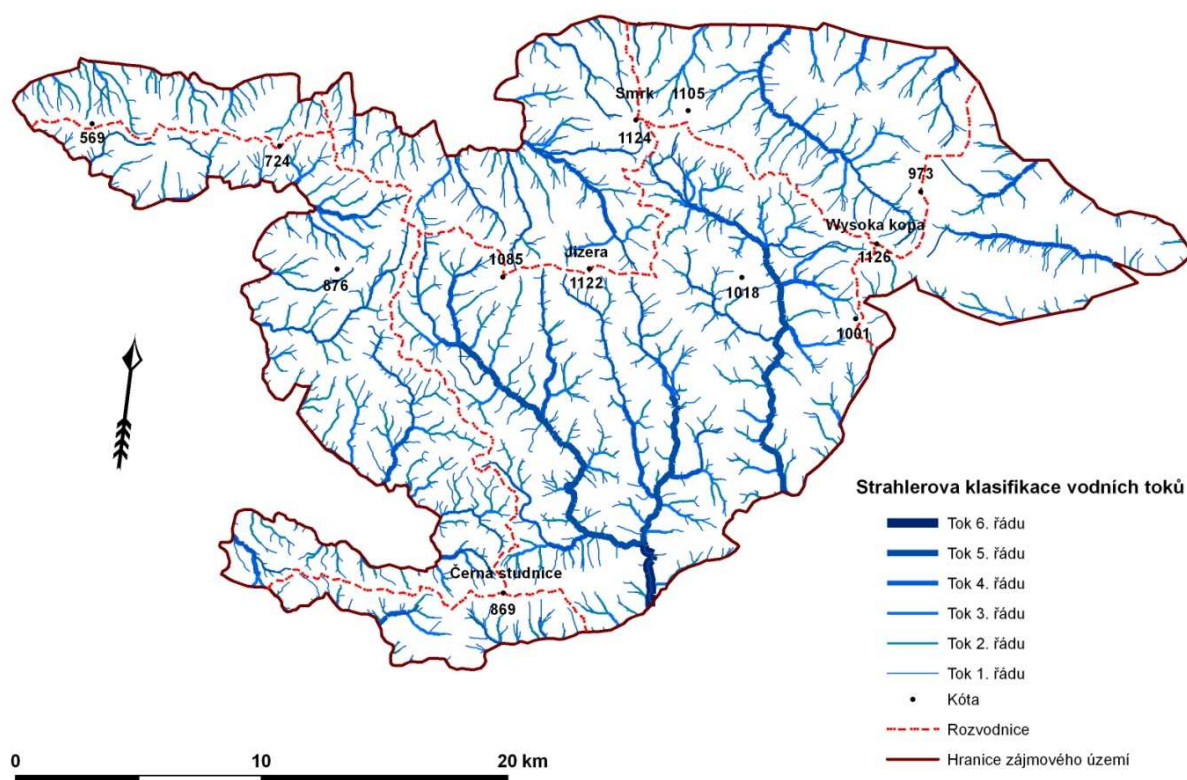 Smrk
1105
1124
569
724
973
Wysoka kopa
1126
Jizera
1085
1122
1018
876
1001
Černá studnice
869
Strahlerova klasifikace vodních toků
Tok 6. řádu
Tok 5. řádu
Tok 4. řádu
Tok 3. řádu
Tok 2. řádu
Tok 1. řádu
Kóta
Rozvodnice
Hranice zájmového území
0 10 20 km